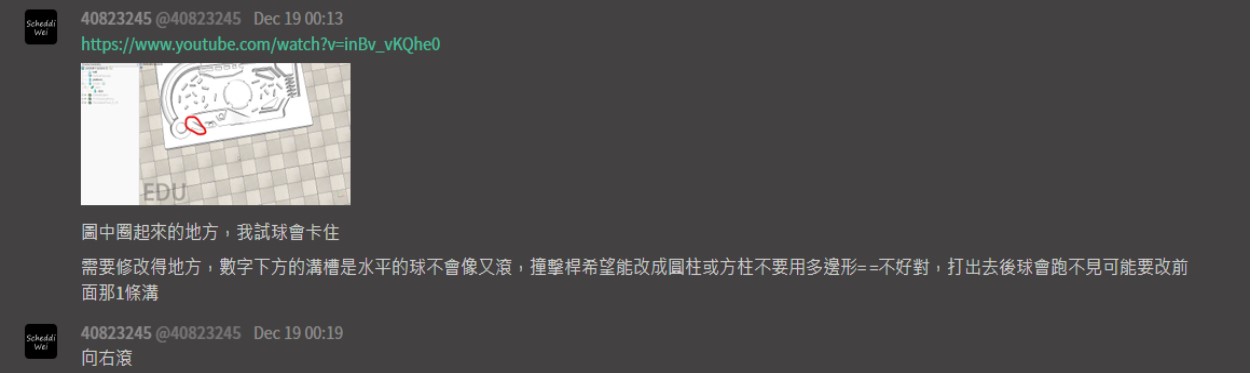 Scheddi
Wei
40823245 @40823245 Dec 19 00:13
https://www.youtube.com/watch?v=inBv_vKQhe0
EDU
圖中圈起來的地方，我試球會卡住
需要修改得地方，數字下方的溝槽是水平的球不會像又滾，撞擊桿希望能改成圓柱或方柱不要用多邊形==不好對，打出去後球會跑不見可能要改前
面那1條溝
Scheddi
Wei
40823245 @40823245 Dec 19 00:19
向右滾